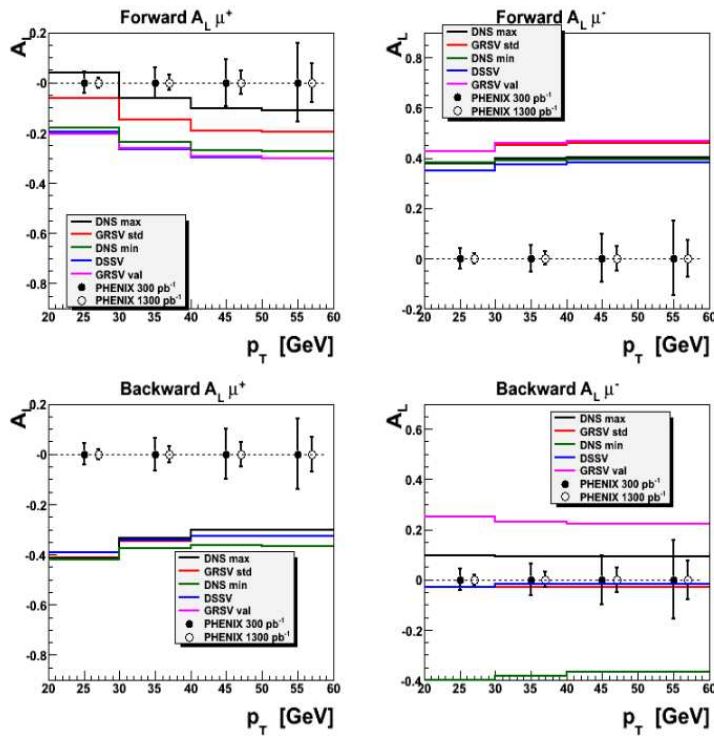 Forward A_L μ⁺
A_L
0.2
-0
-0.2
-0.4
-0.6
-0.8
DNS max
GRSV std
DNS min
DSSV
GRSV val
PHENIX 300 pb⁻¹
PHENIX 1300 pb⁻¹
20 25 30 35 40 45 50 55 60
p_T [GeV]
Forward A_L μ⁻
A_L
0.8
0.6
0.4
0.2
0
-0.2
DNS max
GRSV std
DNS min
DSSV
GRSV val
PHENIX 300 pb⁻¹
PHENIX 1300 pb⁻¹
20 25 30 35 40 45 50 55 60
p_T [GeV]
Backward A_L μ⁺
A_L
0.2
-0
-0.2
-0.4
-0.6
-0.8
DNS max
GRSV std
DNS min
DSSV
GRSV val
PHENIX 300 pb⁻¹
PHENIX 1300 pb⁻¹
20 25 30 35 40 45 50 55 60
p_T [GeV]
Backward A_L μ⁻
A_L
0.6
0.4
0.2
-0
-0.2
-0.4
DNS max
GRSV std
DNS min
DSSV
GRSV val
PHENIX 300 pb⁻¹
PHENIX 1300 pb⁻¹
20 25 30 35 40 45 50 55 60
p_T [GeV]